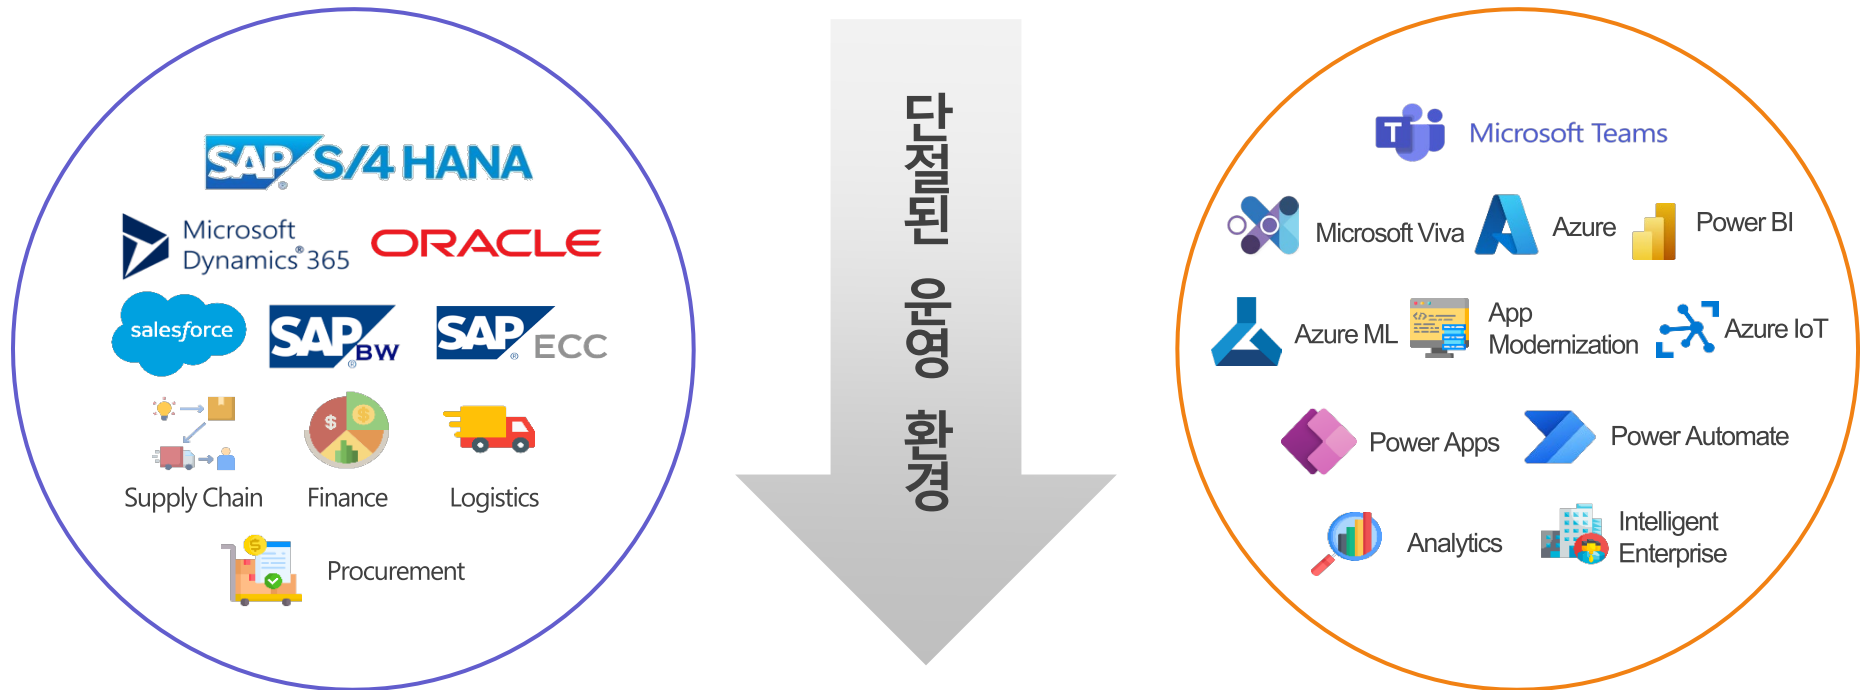 SAP S/4 HANA
Microsoft
Dynamics 365
ORACLE
salesforce
SAP BW
SAP ECC
Supply Chain
Finance
Logistics
Procurement
단절된 운영 환경
T
Microsoft Teams
Microsoft Viva
Azure
Power BI
Azure ML
App
Modernization
Azure IoT
Power Apps
Power Automate
Analytics
Intelligent
Enterprise